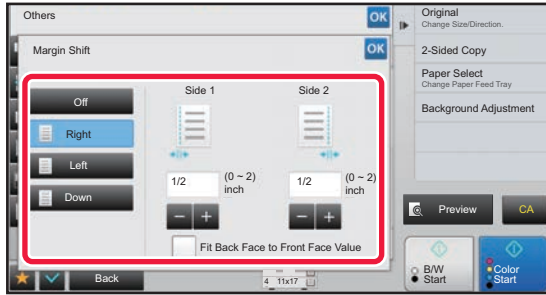 Others
OK
Margin Shift
OK
Off
Right
Left
Down
Side 1
Side 2
1/2
(0 ~ 2)
inch
1/2
(0 ~ 2)
inch
Fit Back Face to Front Face Value
Back
4 11x17
Original
Change Size/Direction.
2-Sided Copy
Paper Select
Change Paper Feed Tray
Background Adjustment
Preview
CA
B/W
Start
Color
Start